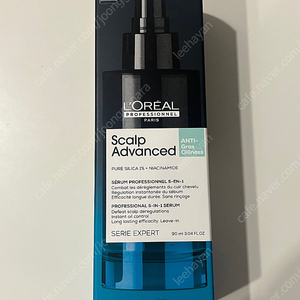 L'ORÉAL
PROFESSIONNEL
PARIS
Scalp
Advanced
ANTI-
Gras
Oiliness
PURE SILICA 2% + NIACINAMIDE
SÉRUM PROFESSIONNEL 5-EN-1
Combat les dérèglements du cuir chevelu
Régulation instantanée du sébum
Efficacité longue durée. Sans rinçage
PROFESSIONAL 5-IN-1 SERUM
Defeat scalp deregulations
Instant oil control
Long lasting efficacity. Leave-in
SERIE EXPERT
90 ml 3.04 Fl.Oz